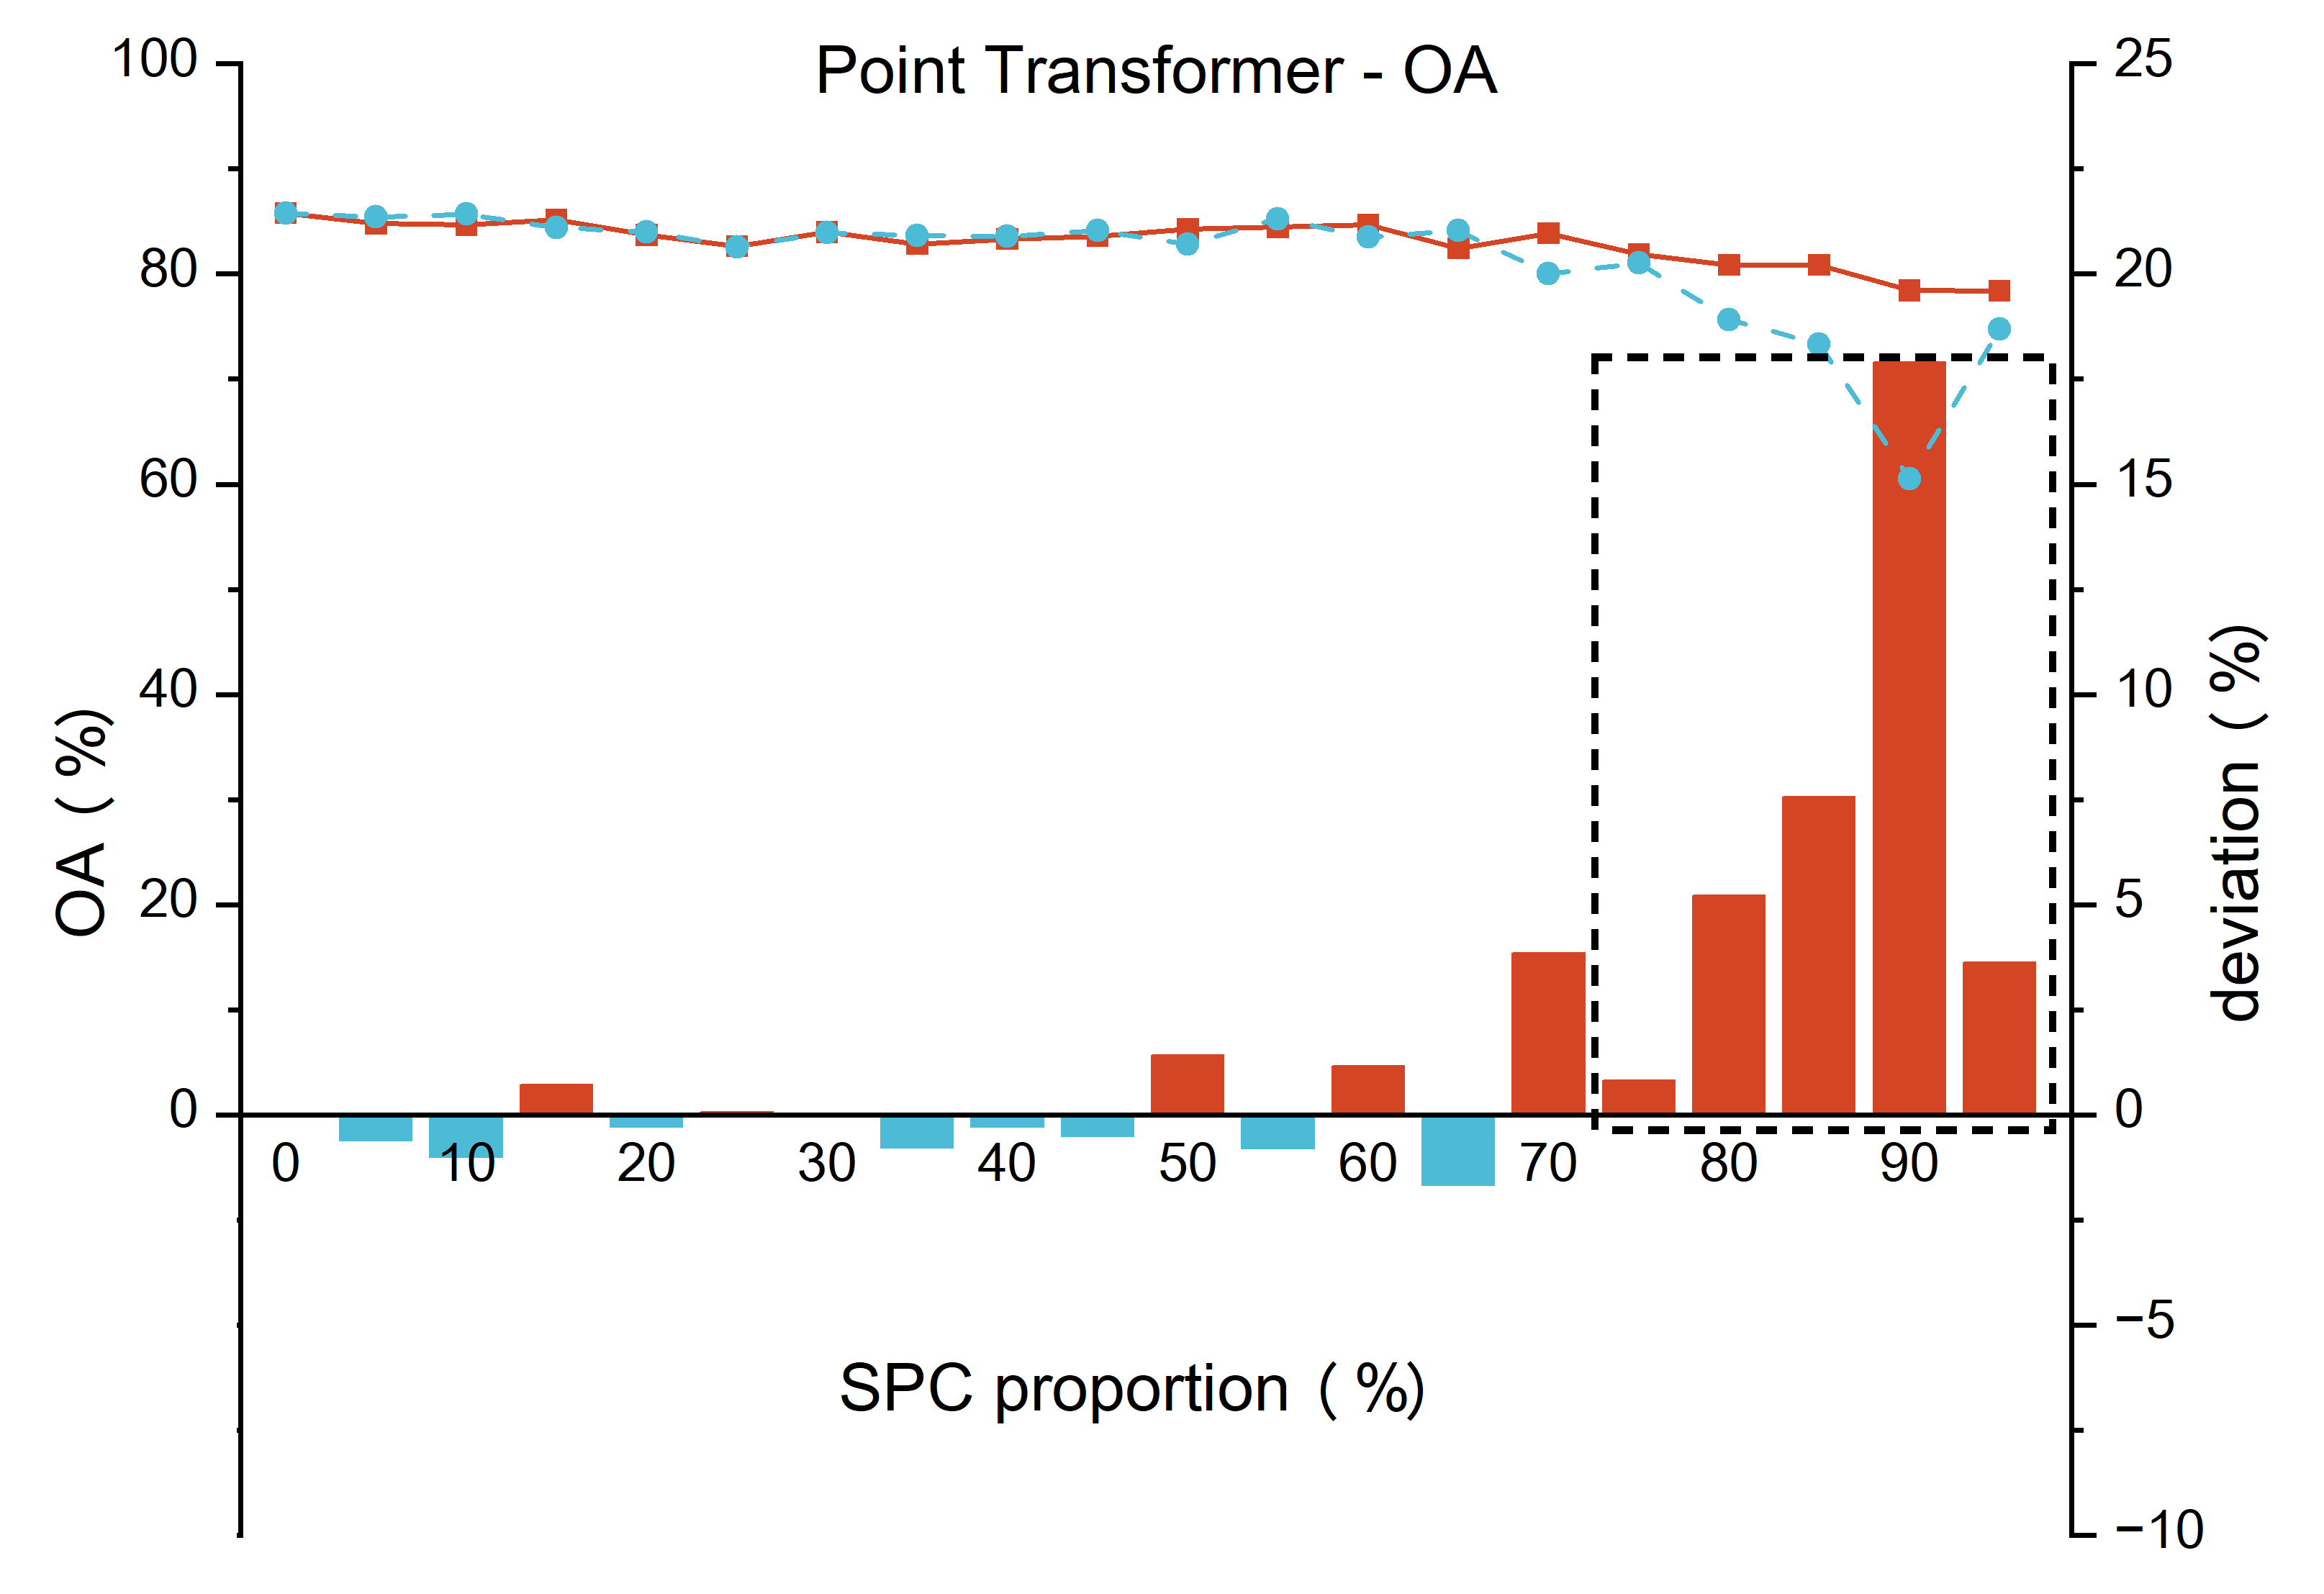 Point Transformer - OA
100
80
60
40
20
0
OA ( %)
25
20
15
10
5
0
−5
−10
deviation ( %)
0 10 20 30 40 50 60 70 80 90
SPC proportion ( %)